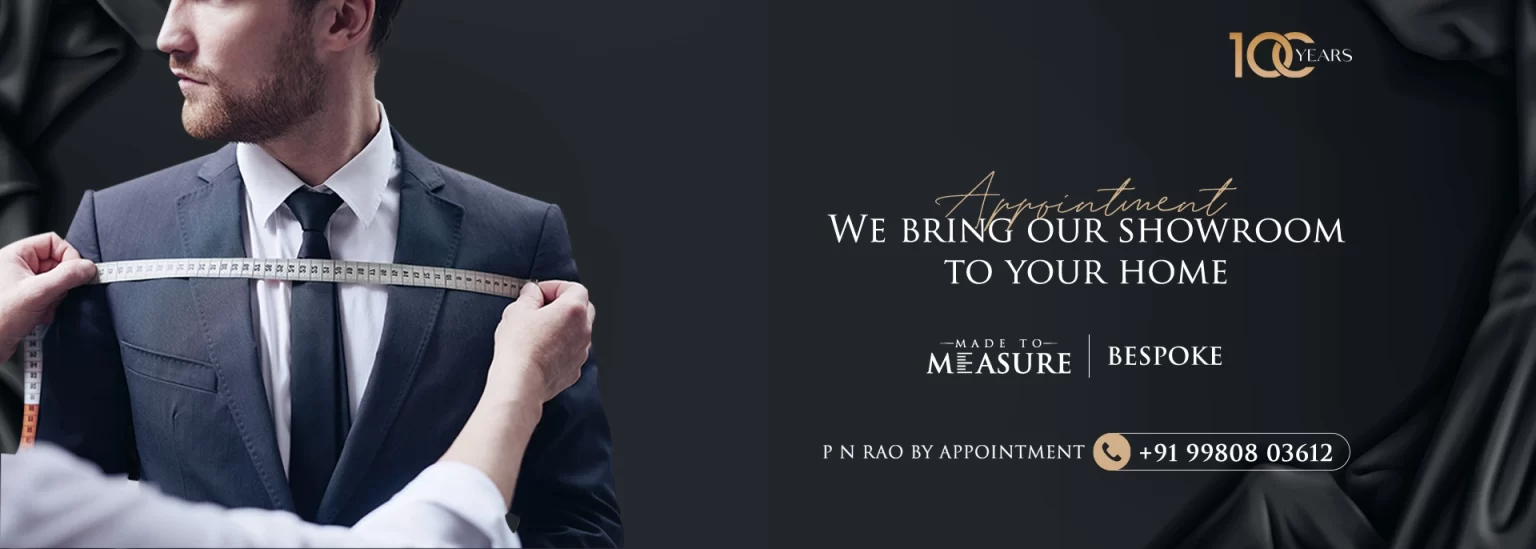 100 YEARS
Appointment
WE BRING OUR SHOWROOM
TO YOUR HOME
MADE TO
MEASURE
BESPOKE
P N RAO BY APPOINTMENT +91 99808 03612